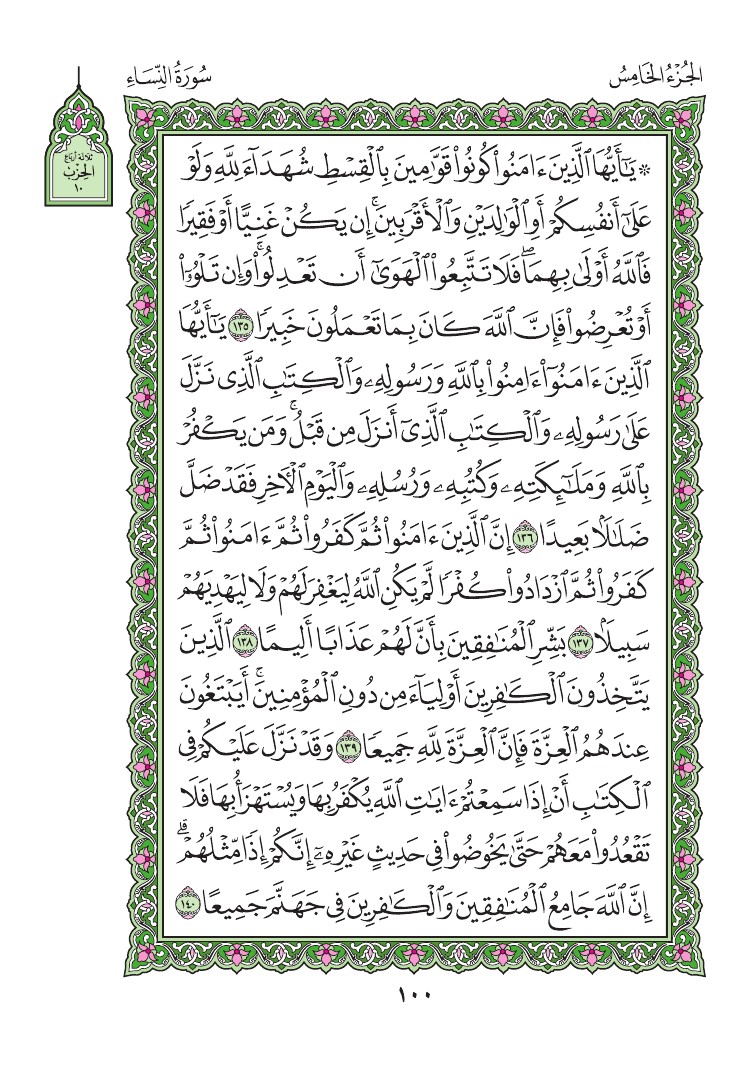 الجُزْءُ الخَامِسُ
سُورَةُ النِّسَاءِ
ثلاثة أرباع
الحِزْب
١٠
۞ يَٰٓأَيُّهَا ٱلَّذِينَ ءَامَنُوا۟ كُونُوا۟ قَوَّٰمِينَ بِٱلْقِسْطِ شُهَدَآءَ لِلَّهِ وَلَوْ
عَلَىٰٓ أَنفُسِكُمْ أَوِ ٱلْوَٰلِدَيْنِ وَٱلْأَقْرَبِينَ ۚ إِن يَكُنْ غَنِيًّا أَوْ فَقِيرًا
فَٱللَّهُ أَوْلَىٰ بِهِمَا ۖ فَلَا تَتَّبِعُوا۟ ٱلْهَوَىٰٓ أَن تَعْدِلُوا۟ ۚ وَإِن تَلْوُۥٓا۟
أَوْ تُعْرِضُوا۟ فَإِنَّ ٱللَّهَ كَانَ بِمَا تَعْمَلُونَ خَبِيرًا ١٣٥ يَٰٓأَيُّهَا
ٱلَّذِينَ ءَامَنُوٓا۟ ءَامِنُوا۟ بِٱللَّهِ وَرَسُولِهِۦ وَٱلْكِتَٰبِ ٱلَّذِى نَزَّلَ
عَلَىٰ رَسُولِهِۦ وَٱلْكِتَٰبِ ٱلَّذِىٓ أَنزَلَ مِن قَبْلُ ۚ وَمَن يَكْفُرْ
بِٱللَّهِ وَمَلَٰٓئِكَتِهِۦ وَكُتُبِهِۦ وَرُسُلِهِۦ وَٱلْيَوْمِ ٱلْءَاخِرِ فَقَدْ ضَلَّ
ضَلَٰلًۢا بَعِيدًا ١٣٦ إِنَّ ٱلَّذِينَ ءَامَنُوا۟ ثُمَّ كَفَرُوا۟ ثُمَّ ءَامَنُوا۟ ثُمَّ
كَفَرُوا۟ ثُمَّ ٱزْدَادُوا۟ كُفْرًا لَّمْ يَكُنِ ٱللَّهُ لِيَغْفِرَ لَهُمْ وَلَا لِيَهْدِيَهُمْ
سَبِيلًۢا ١٣٧ بَشِّرِ ٱلْمُنَٰفِقِينَ بِأَنَّ لَهُمْ عَذَابًا أَلِيمًا ١٣٨ ٱلَّذِينَ
يَتَّخِذُونَ ٱلْكَٰفِرِينَ أَوْلِيَآءَ مِن دُونِ ٱلْمُؤْمِنِينَ ۚ أَيَبْتَغُونَ
عِندَهُمُ ٱلْعِزَّةَ فَإِنَّ ٱلْعِزَّةَ لِلَّهِ جَمِيعًا ١٣٩ وَقَدْ نَزَّلَ عَلَيْكُمْ فِى
ٱلْكِتَٰبِ أَنْ إِذَا سَمِعْتُمْ ءَايَٰتِ ٱللَّهِ يُكْفَرُ بِهَا وَيُسْتَهْزَأُ بِهَا فَلَا
تَقْعُدُوا۟ مَعَهُمْ حَتَّىٰ يَخُوضُوا۟ فِى حَدِيثٍ غَيْرِهِۦٓ ۚ إِنَّكُمْ إِذًا مِّثْلُهُمْ ۗ
إِنَّ ٱللَّهَ جَامِعُ ٱلْمُنَٰفِقِينَ وَٱلْكَٰفِرِينَ فِى جَهَنَّمَ جَمِيعًا ١٤٠
١٠٠